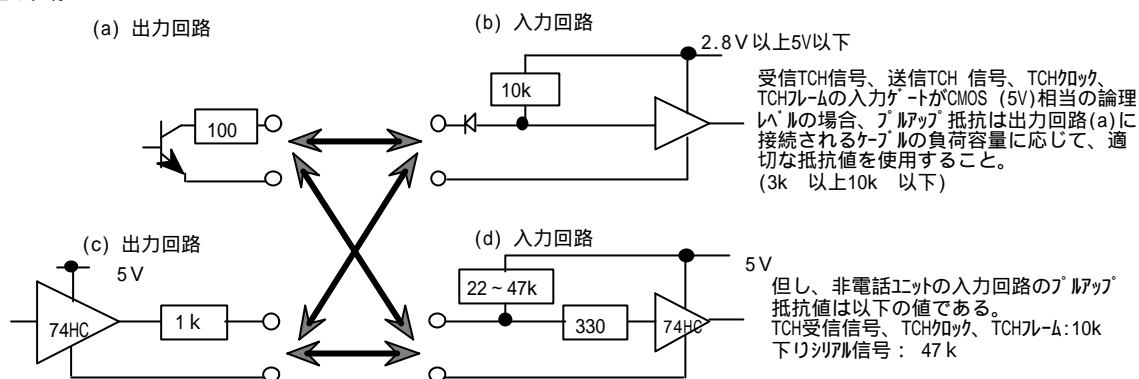 (a) 出力回路
(b) 入力回路
2.8V以上5V以下
10k
100
受信TCH信号、送信TCH 信号、TCHｸﾛｯｸ、
TCHﾌﾚｰﾑの入力ｹﾞｰﾄがCMOS (5V)相当の論理
ﾚﾍﾞﾙの場合、ﾌﾟﾙｱｯﾌﾟ抵抗は出力回路(a)に
接続されるｹｰﾌﾞﾙの負荷容量に応じて、適
切な抵抗値を使用すること。
(3k 以上10k 以下)
(c) 出力回路
5V
74HC
1k
(d) 入力回路
5V
22～47k
330
74HC
但し、非電話ﾕﾆｯﾄの入力回路のﾌﾟﾙｱｯﾌﾟ
抵抗値は以下の値である。
TCH受信信号、TCHｸﾛｯｸ、TCHﾌﾚｰﾑ:10k
下りｼﾘｱﾙ信号： 47k